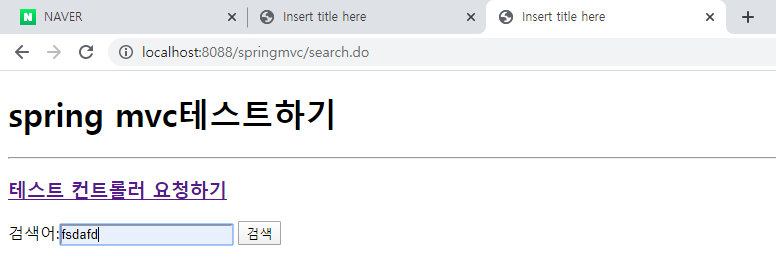 NAVER
Insert title here
Insert title here
localhost:8088/springmvc/search.do
spring mvc테스트하기
테스트 컨트롤러 요청하기
검색어:fsdafd 검색